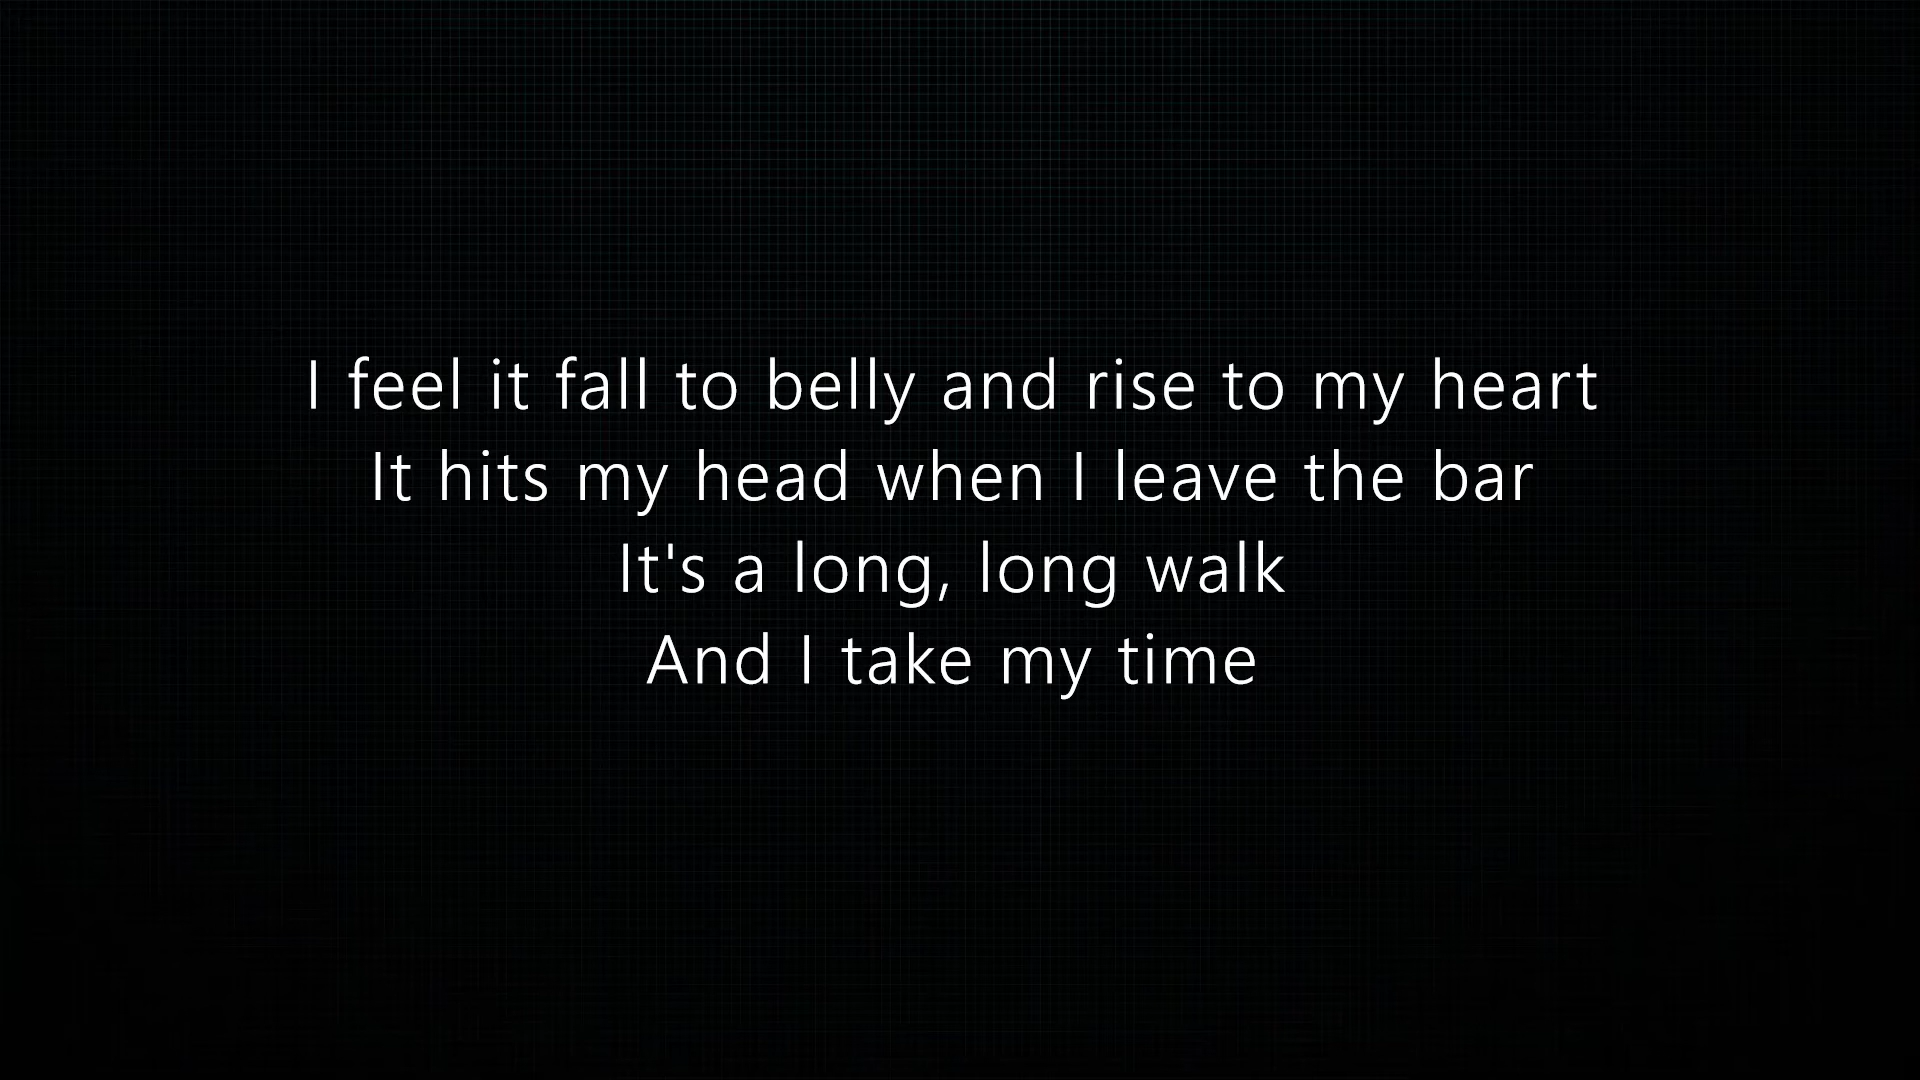 I feel it fall to belly and rise to my heart
It hits my head when I leave the bar
It's a long, long walk
And I take my time